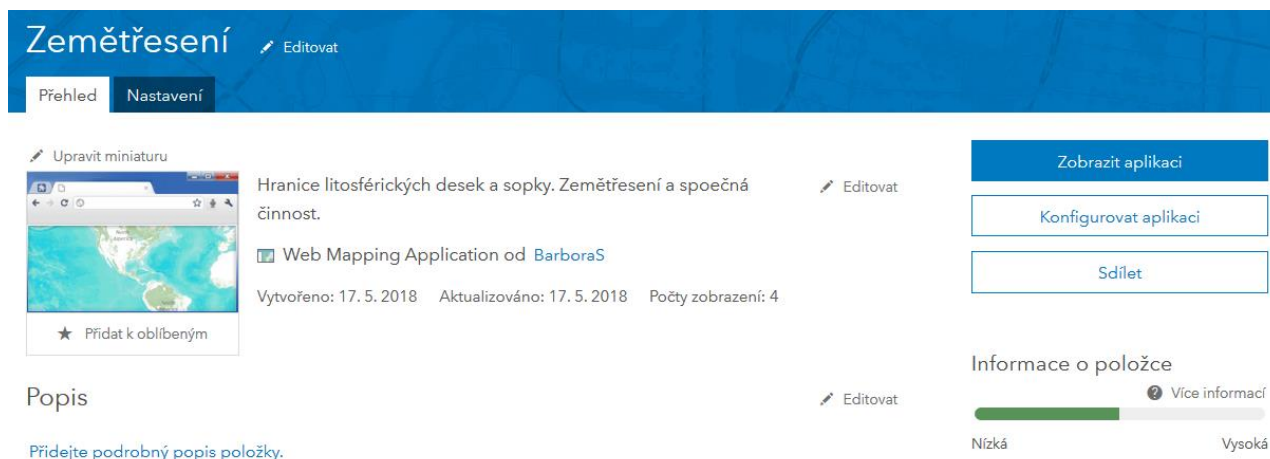 Zemětřesení
Editovat
Přehled
Nastavení
Upravit miniaturu
Hranice litosférických desek a sopky. Zemětřesení a spoečná
činnost.
Editovat
Web Mapping Application od BarboraS
Vytvořeno: 17. 5. 2018 Aktualizováno: 17. 5. 2018 Počty zobrazení: 4
Přidat k oblíbeným
Popis
Editovat
Přidejte podrobný popis položky.
Zobrazit aplikaci
Konfigurovat aplikaci
Sdílet
Informace o položce
Více informací
Nízká
Vysoká